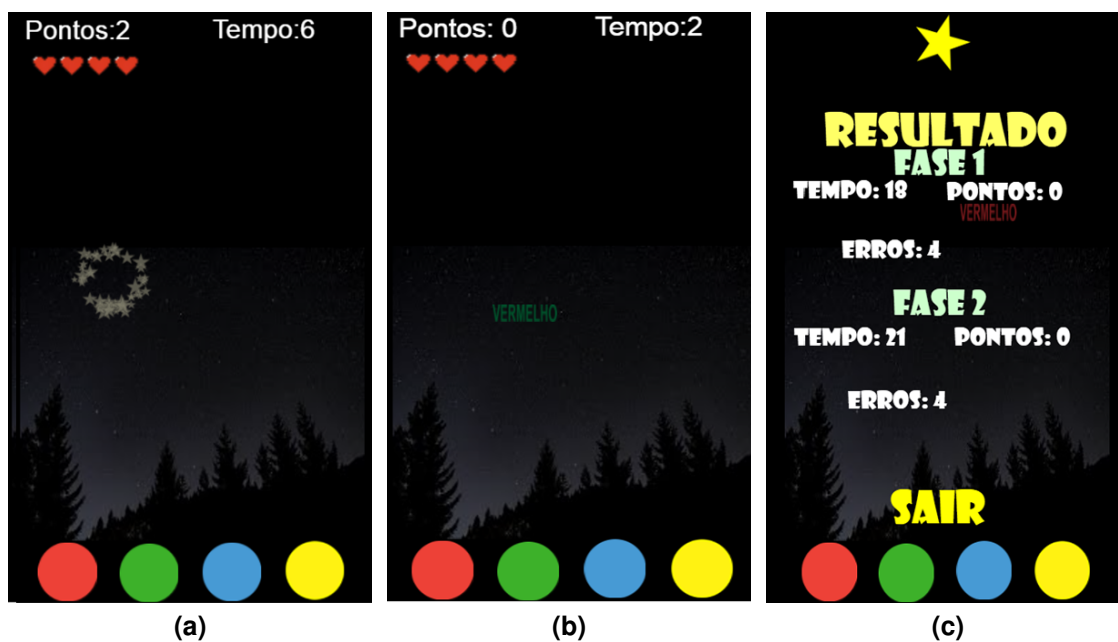 Pontos:2 Tempo:6
Pontos: 0 Tempo:2
VERMELHO
RESULTADO
FASE 1
TEMPO: 18 PONTOS: 0
VERMELHO
ERROS: 4
FASE 2
TEMPO: 21 PONTOS: 0
ERROS: 4
SAIR
(a)
(b)
(c)